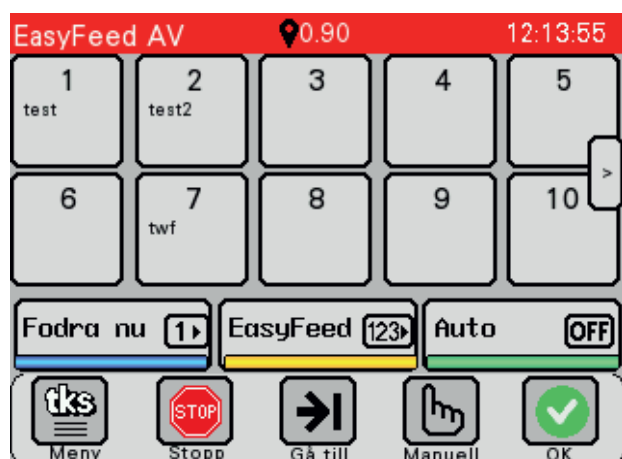 EasyFeed AV 0.90 12:13:55
1 2 3 4 5
test test2
>
6 7 8 9 10
twf
Fodra nu 1 EasyFeed 123 Auto OFF
tks STOP
Meny Stopp Gå till Manuell OK